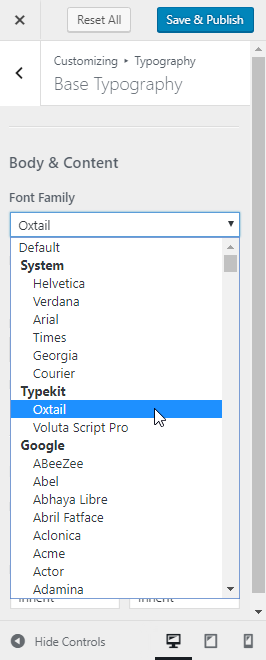 Reset All
Save & Publish
Customizing ▸ Typography
Base Typography
Body & Content
Font Family
Oxtail
Default
System
Helvetica
Verdana
Arial
Times
Georgia
Courier
Typekit
Oxtail
Voluta Script Pro
Google
ABeeZee
Abel
Abhaya Libre
Abril Fatface
Aclonica
Acme
Actor
Adamina
Hide Controls